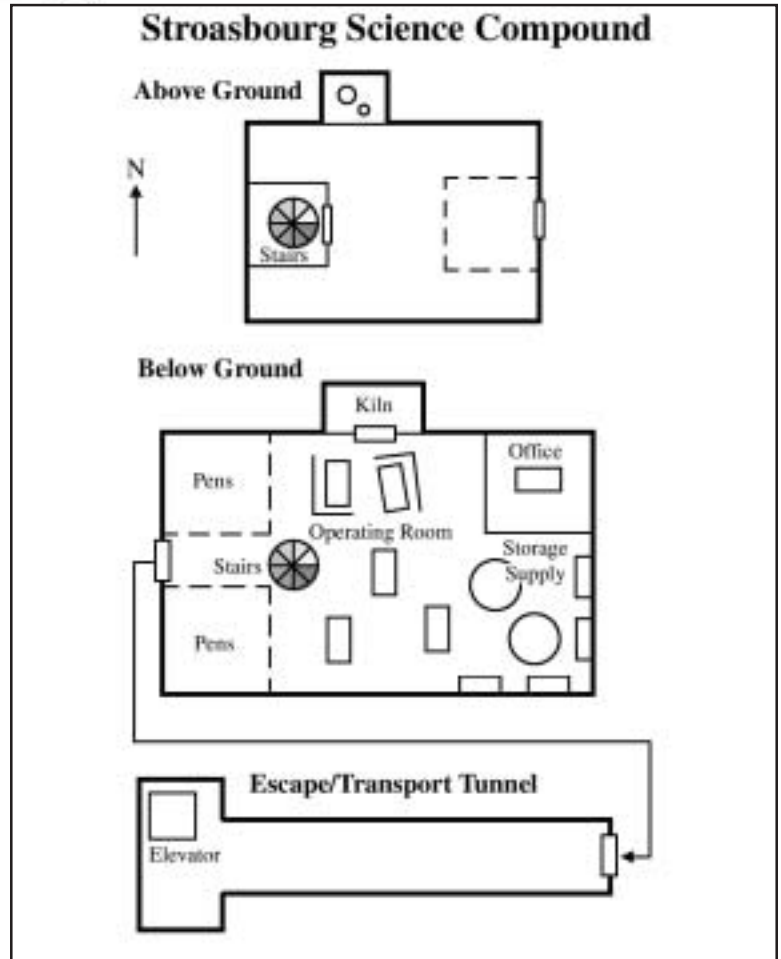 Stroasbourg Science Compound
Above Ground
N
Stairs
Below Ground
Kiln
Pens
Office
Operating Room
Stairs
Storage
Supply
Pens
Escape/Transport Tunnel
Elevator